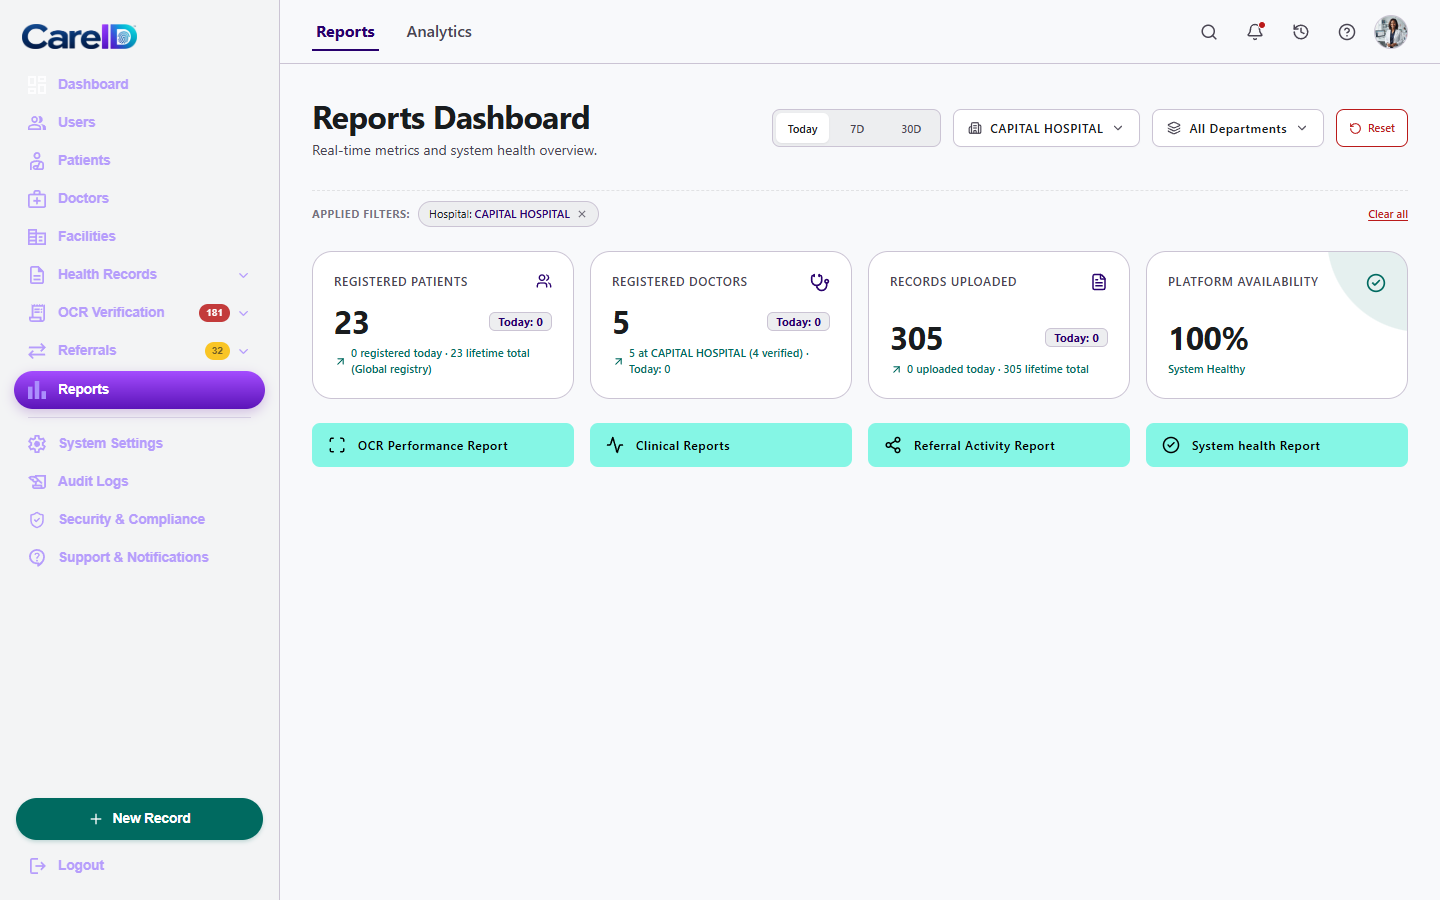 CareID
Dashboard
Users
Patients
Doctors
Facilities
Health Records
OCR Verification 181
Referrals 32
Reports
System Settings
Audit Logs
Security & Compliance
Support & Notifications
+ New Record
Logout
Reports Analytics
Reports Dashboard
Real-time metrics and system health overview.
Today 7D 30D CAPITAL HOSPITAL All Departments Reset
APPLIED FILTERS: Hospital: CAPITAL HOSPITAL × Clear all
REGISTERED PATIENTS
23 Today: 0
0 registered today · 23 lifetime total
(Global registry)
REGISTERED DOCTORS
5 Today: 0
5 at CAPITAL HOSPITAL (4 verified) ·
Today: 0
RECORDS UPLOADED
305 Today: 0
0 uploaded today · 305 lifetime total
PLATFORM AVAILABILITY
100%
System Healthy
OCR Performance Report
Clinical Reports
Referral Activity Report
System health Report